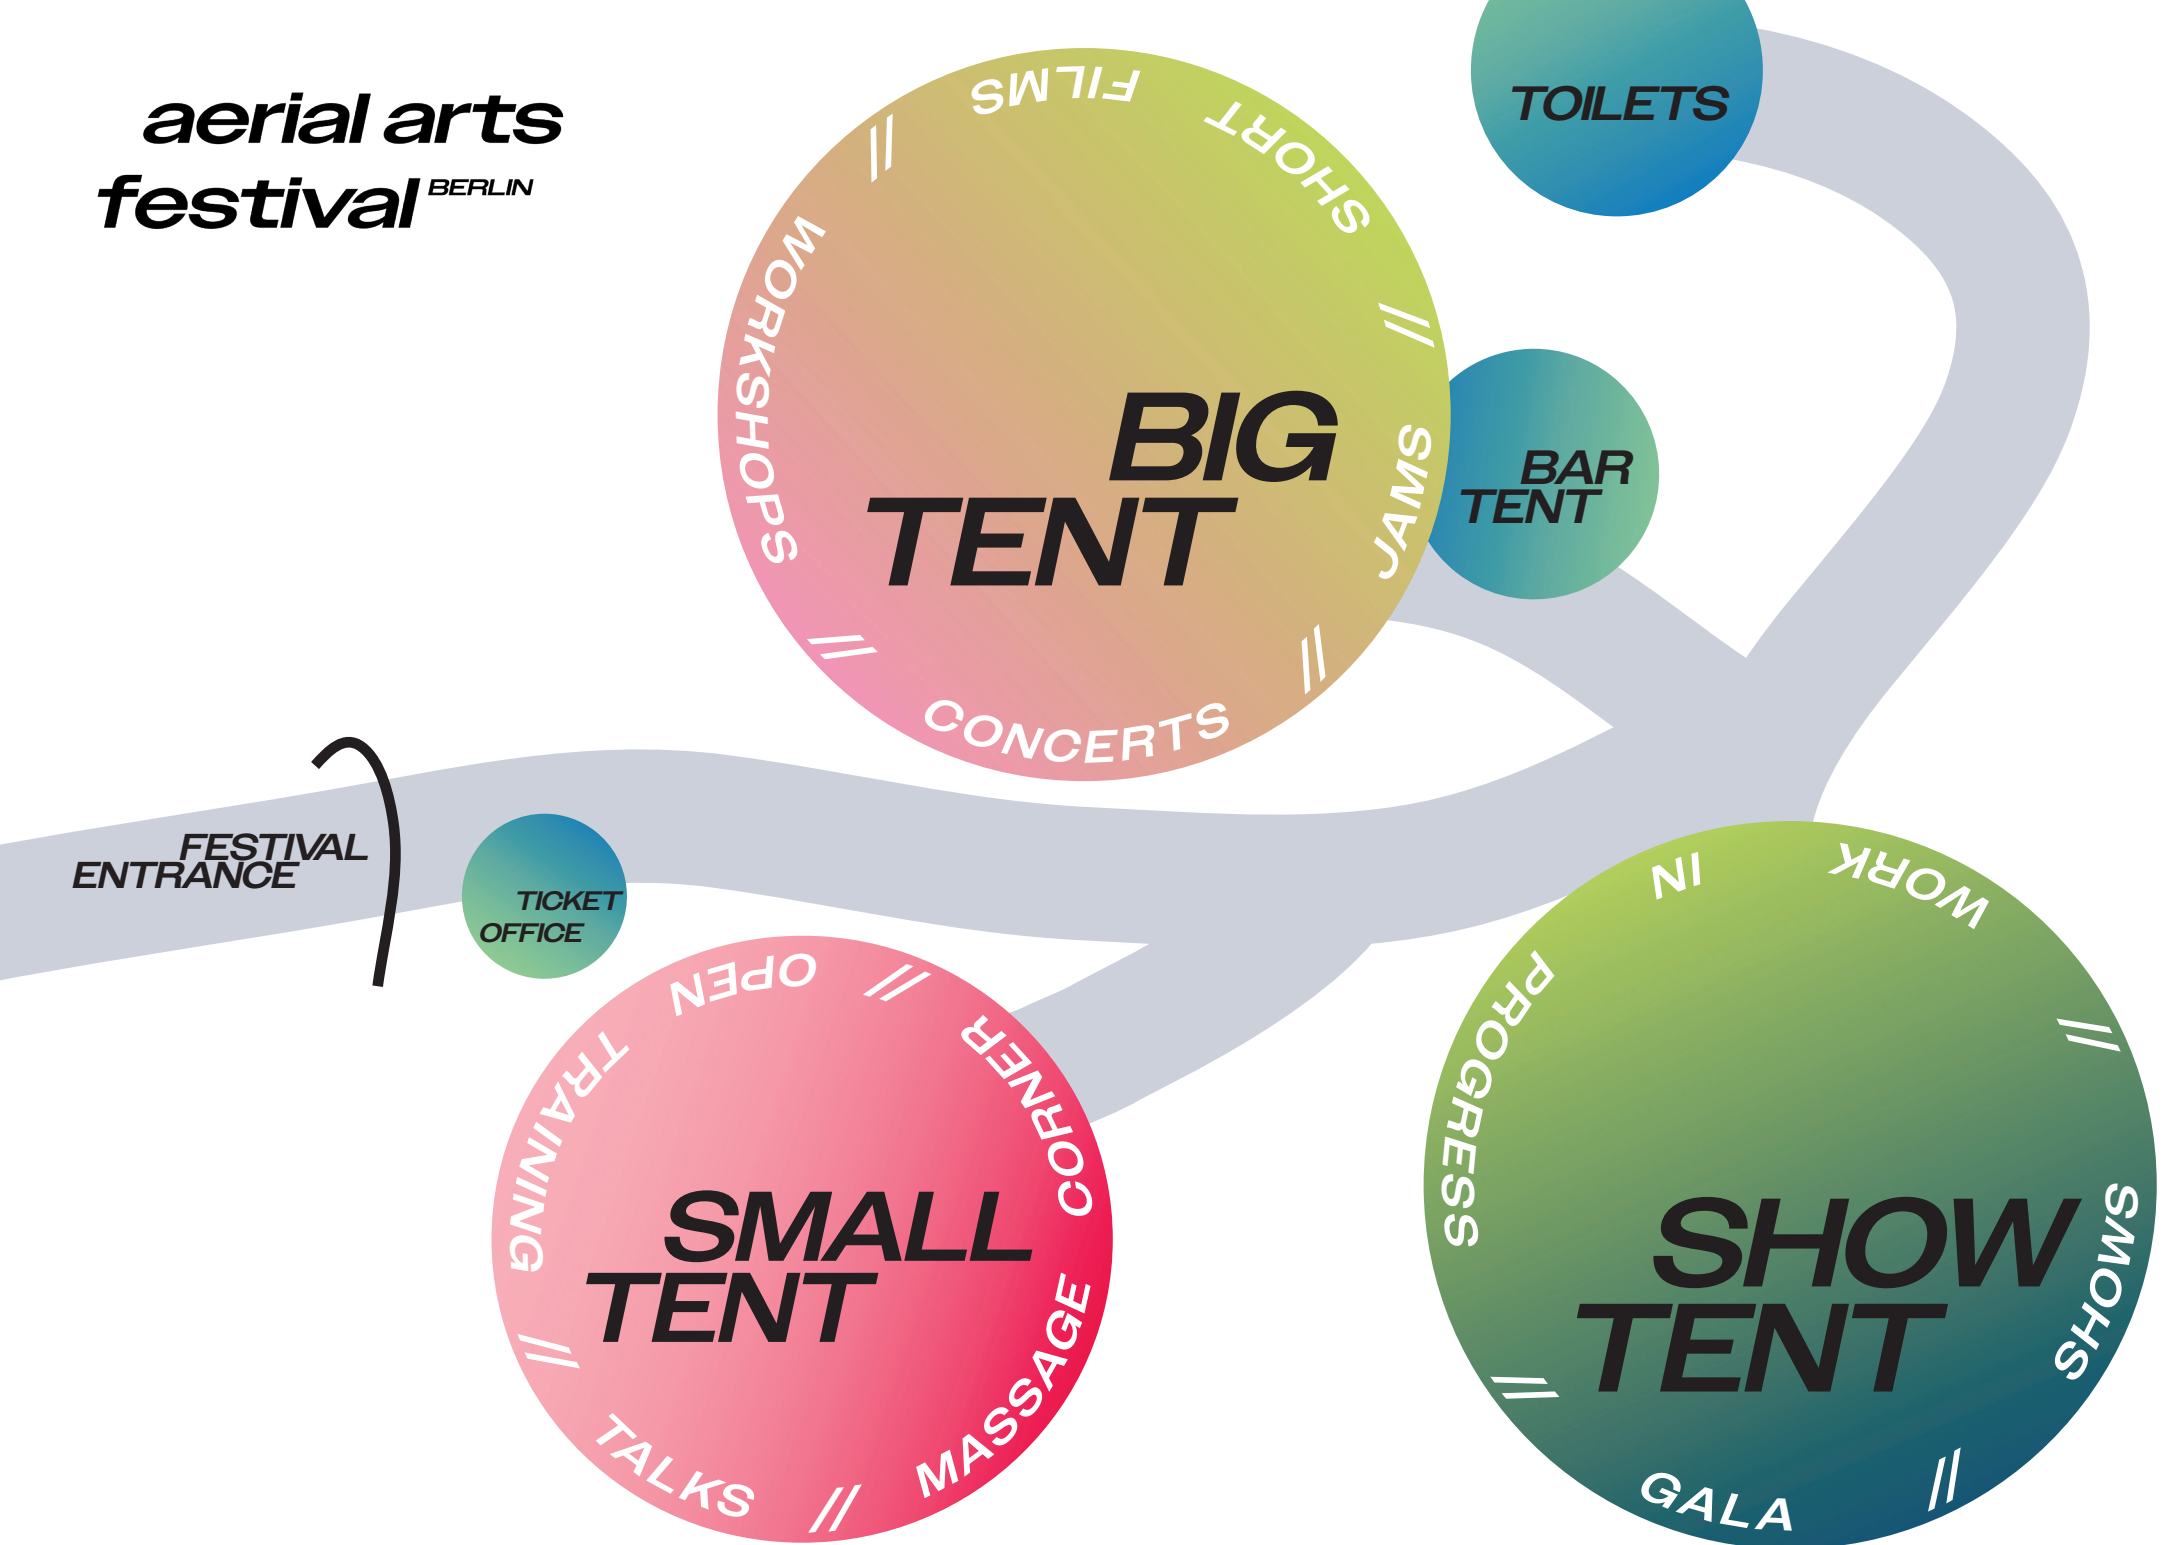 aerial arts
festival BERLIN
TOILETS
WORKSHOPS // CONCERTS // JAMS // SHORT FILMS //
BIG
TENT
BAR
TENT
FESTIVAL
ENTRANCE
TICKET
OFFICE
OPEN TRAINING // TALKS // MASSAGE CORNER //
SMALL
TENT
WORK IN PROGRESS // GALA // SHOWS //
SHOW
TENT